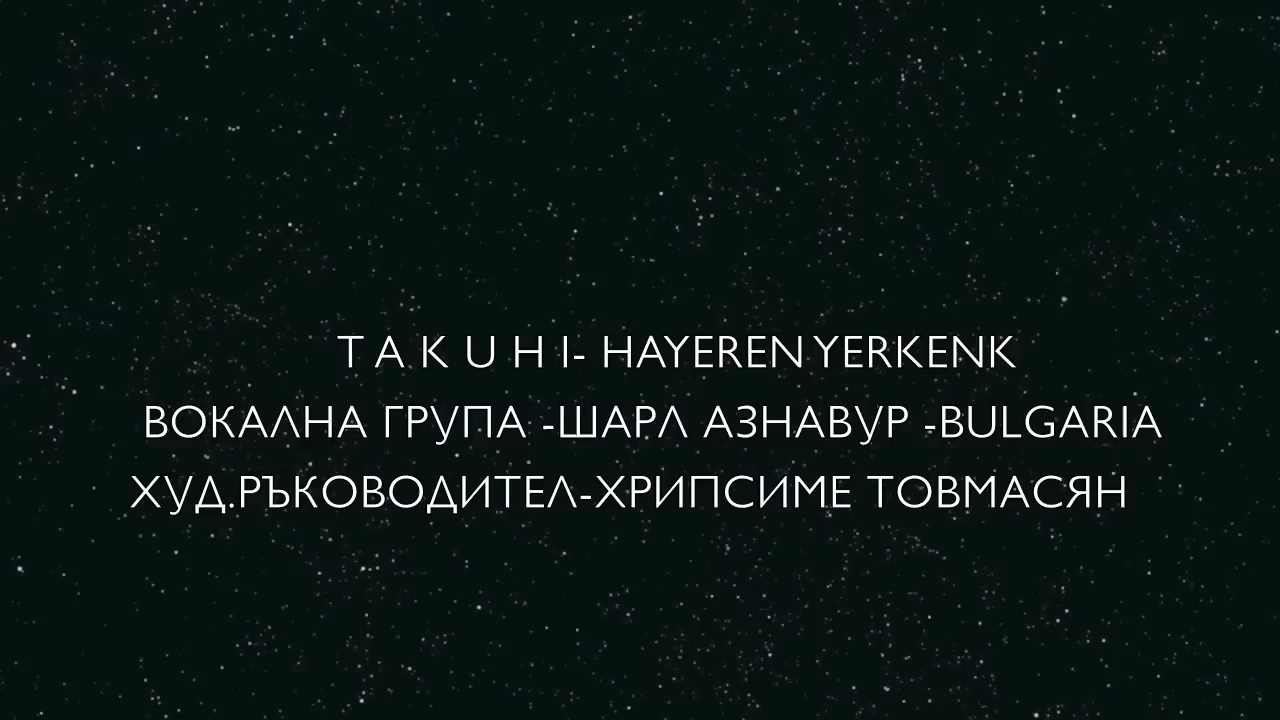 T A K U H I- HAYEREN YERKENK
ВОКАЛНА ГРУПА -ШАРЛ АЗНАВУР -BULGARIA
ХУД.РЪКОВОДИТЕЛ-ХРИПСИМЕ ТОВМАСЯН